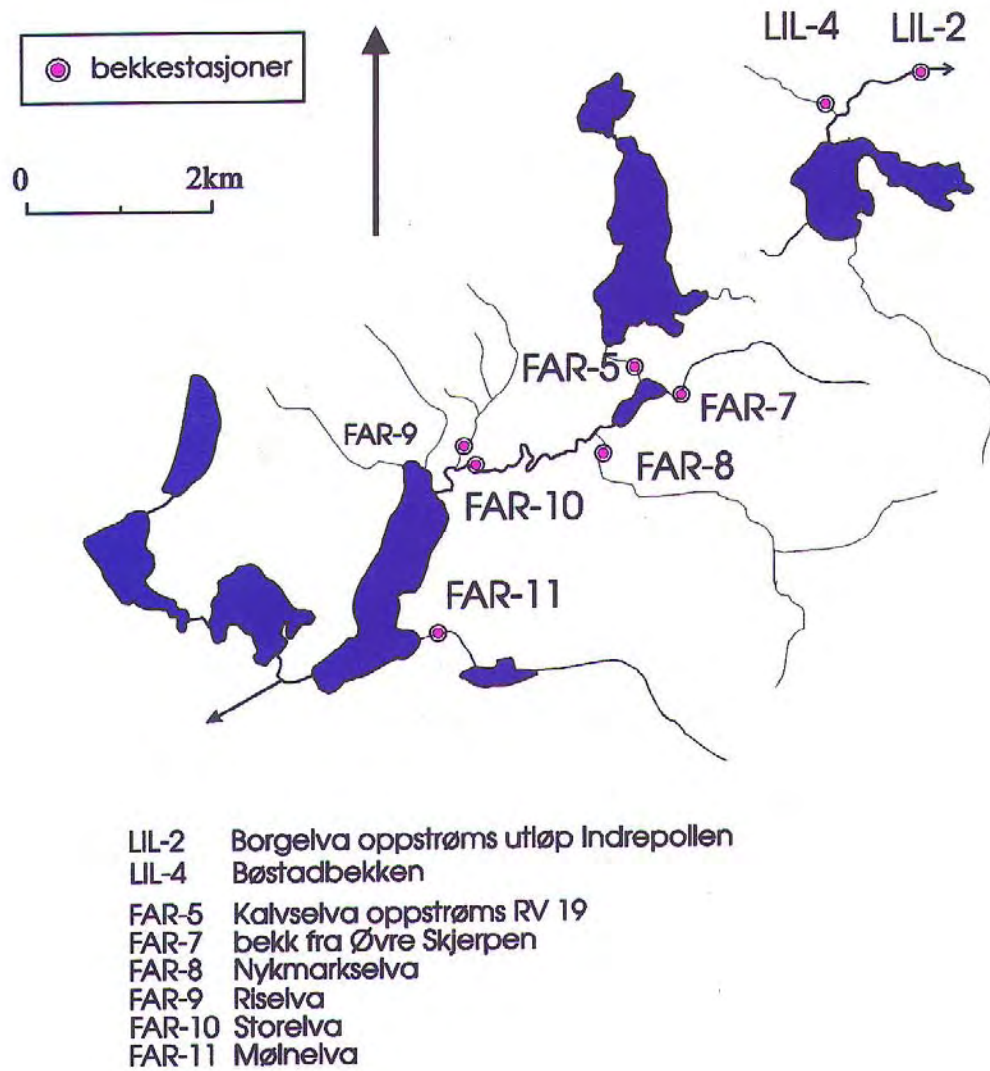 bekkestasjoner
0 2km
LIL-4 LIL-2
FAR-5
FAR-7
FAR-9
FAR-8
FAR-10
FAR-11
LIL-2 Borgelva oppstrøms utløp Indrepollen
LIL-4 Bøstadbekken
FAR-5 Kalvselva oppstrøms RV 19
FAR-7 bekk fra Øvre Skjerpen
FAR-8 Nykmarkselva
FAR-9 Riselva
FAR-10 Storelva
FAR-11 Mølnelva